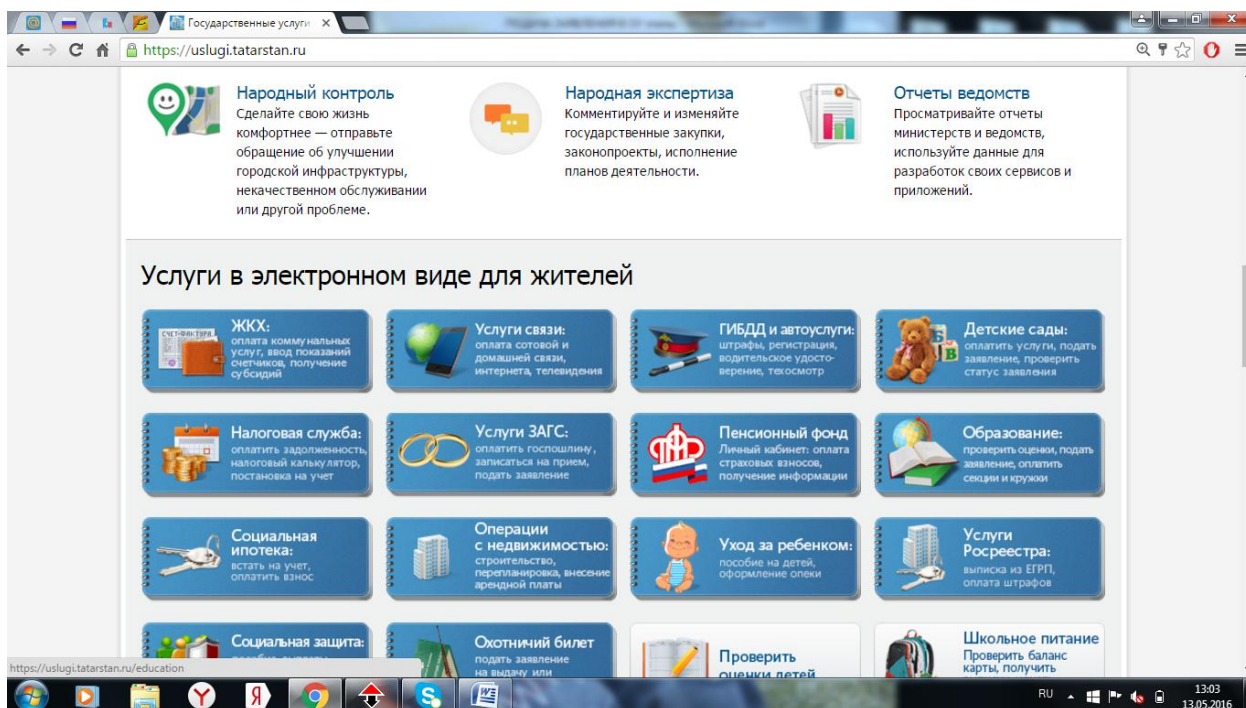 Государственные услуги
https://uslugi.tatarstan.ru
Народный контроль
Сделайте свою жизнь
комфортнее — отправьте
обращение об улучшении
городской инфраструктуры,
некачественном обслуживании
или другой проблеме.
Народная экспертиза
Комментируйте и изменяйте
государственные закупки,
законопроекты, исполнение
планов деятельности.
Отчеты ведомств
Просматривайте отчеты
министерств и ведомств,
используйте данные для
разработок своих сервисов и
приложений.
Услуги в электронном виде для жителей
СЧЕТ-ФАКТУРА
ЖКХ:
оплата коммунальных
услуг, ввод показаний
счетчиков, получение
субсидий
Услуги связи:
оплата сотовой и
домашней связи,
интернета, телевидения
ГИБДД и автоуслуги:
штрафы, регистрация,
водительское удосто-
верение, техосмотр
Детские сады:
оплатить услуги, подать
заявление, проверить
статус заявления
Налоговая служба:
оплатить задолженность,
налоговый калькулятор,
постановка на учет
Услуги ЗАГС:
оплатить госпошлину,
записаться на прием,
подать заявление
Пенсионный фонд
Личный кабинет: оплата
страховых взносов,
получение информации
Образование:
проверить оценки, подать
заявление, оплатить
секции и кружки
Социальная
ипотека:
встать на учет,
оплатить взнос
Операции
с недвижимостью:
строительство,
перепланировка, внесение
арендной платы
Уход за ребенком:
пособие на детей,
оформление опеки
Услуги
Росреестра:
выписка из ЕГРП,
оплата штрафов
Социальная защита:
Охотничий билет
подать заявление
на выдачу или
Проверить
оценки детей
Школьное питание
Проверить баланс
карты, получить
https://uslugi.tatarstan.ru/education
RU
13:03
13.05.2016